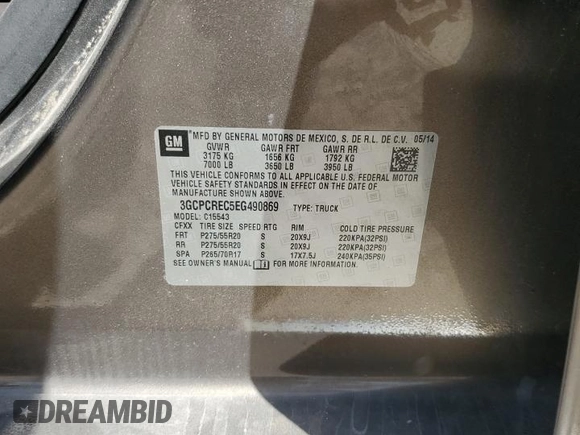 GM
MFD BY GENERAL MOTORS DE MEXICO, S. DE R.L. DE C.V. 05/14
GVWR GAWR FRT GAWR RR
3175 KG 1656 KG 1792 KG
7000 LB 3650 LB 3950 LB
THIS VEHICLE CONFORMS TO ALL APPLICABLE U.S. FEDERAL MOTOR
VEHICLE SAFETY STANDARDS IN EFFECT ON THE DATE OF
MANUFACTURE SHOWN ABOVE.
3GCPCREC5EG490869 TYPE: TRUCK
MODEL: C15543
CFXX TIRE SIZE SPEED RTG RIM COLD TIRE PRESSURE
FRT P275/55R20 S 20X9J 220KPA(32PSI)
RR P275/55R20 S 20X9J 220KPA(32PSI)
SPA P265/70R17 S 17X7.5J 240KPA(35PSI)
SEE OWNER'S MANUAL FOR MORE INFORMATION.
DREAMBID